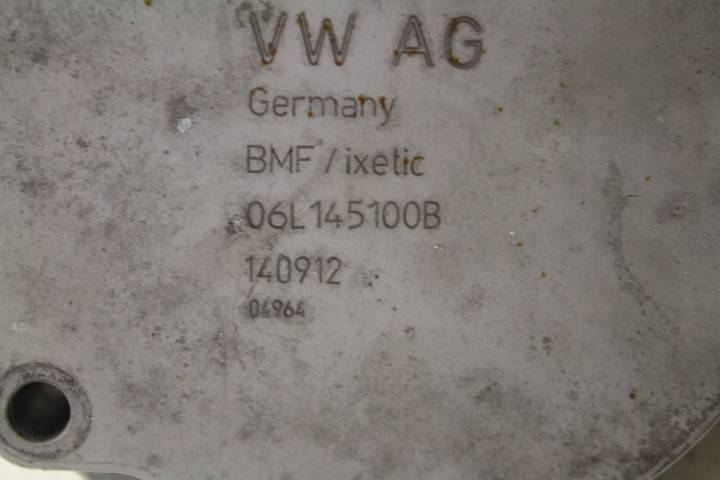 VW AG
Germany
BMF/ixetic
06L145100B
140912
04964